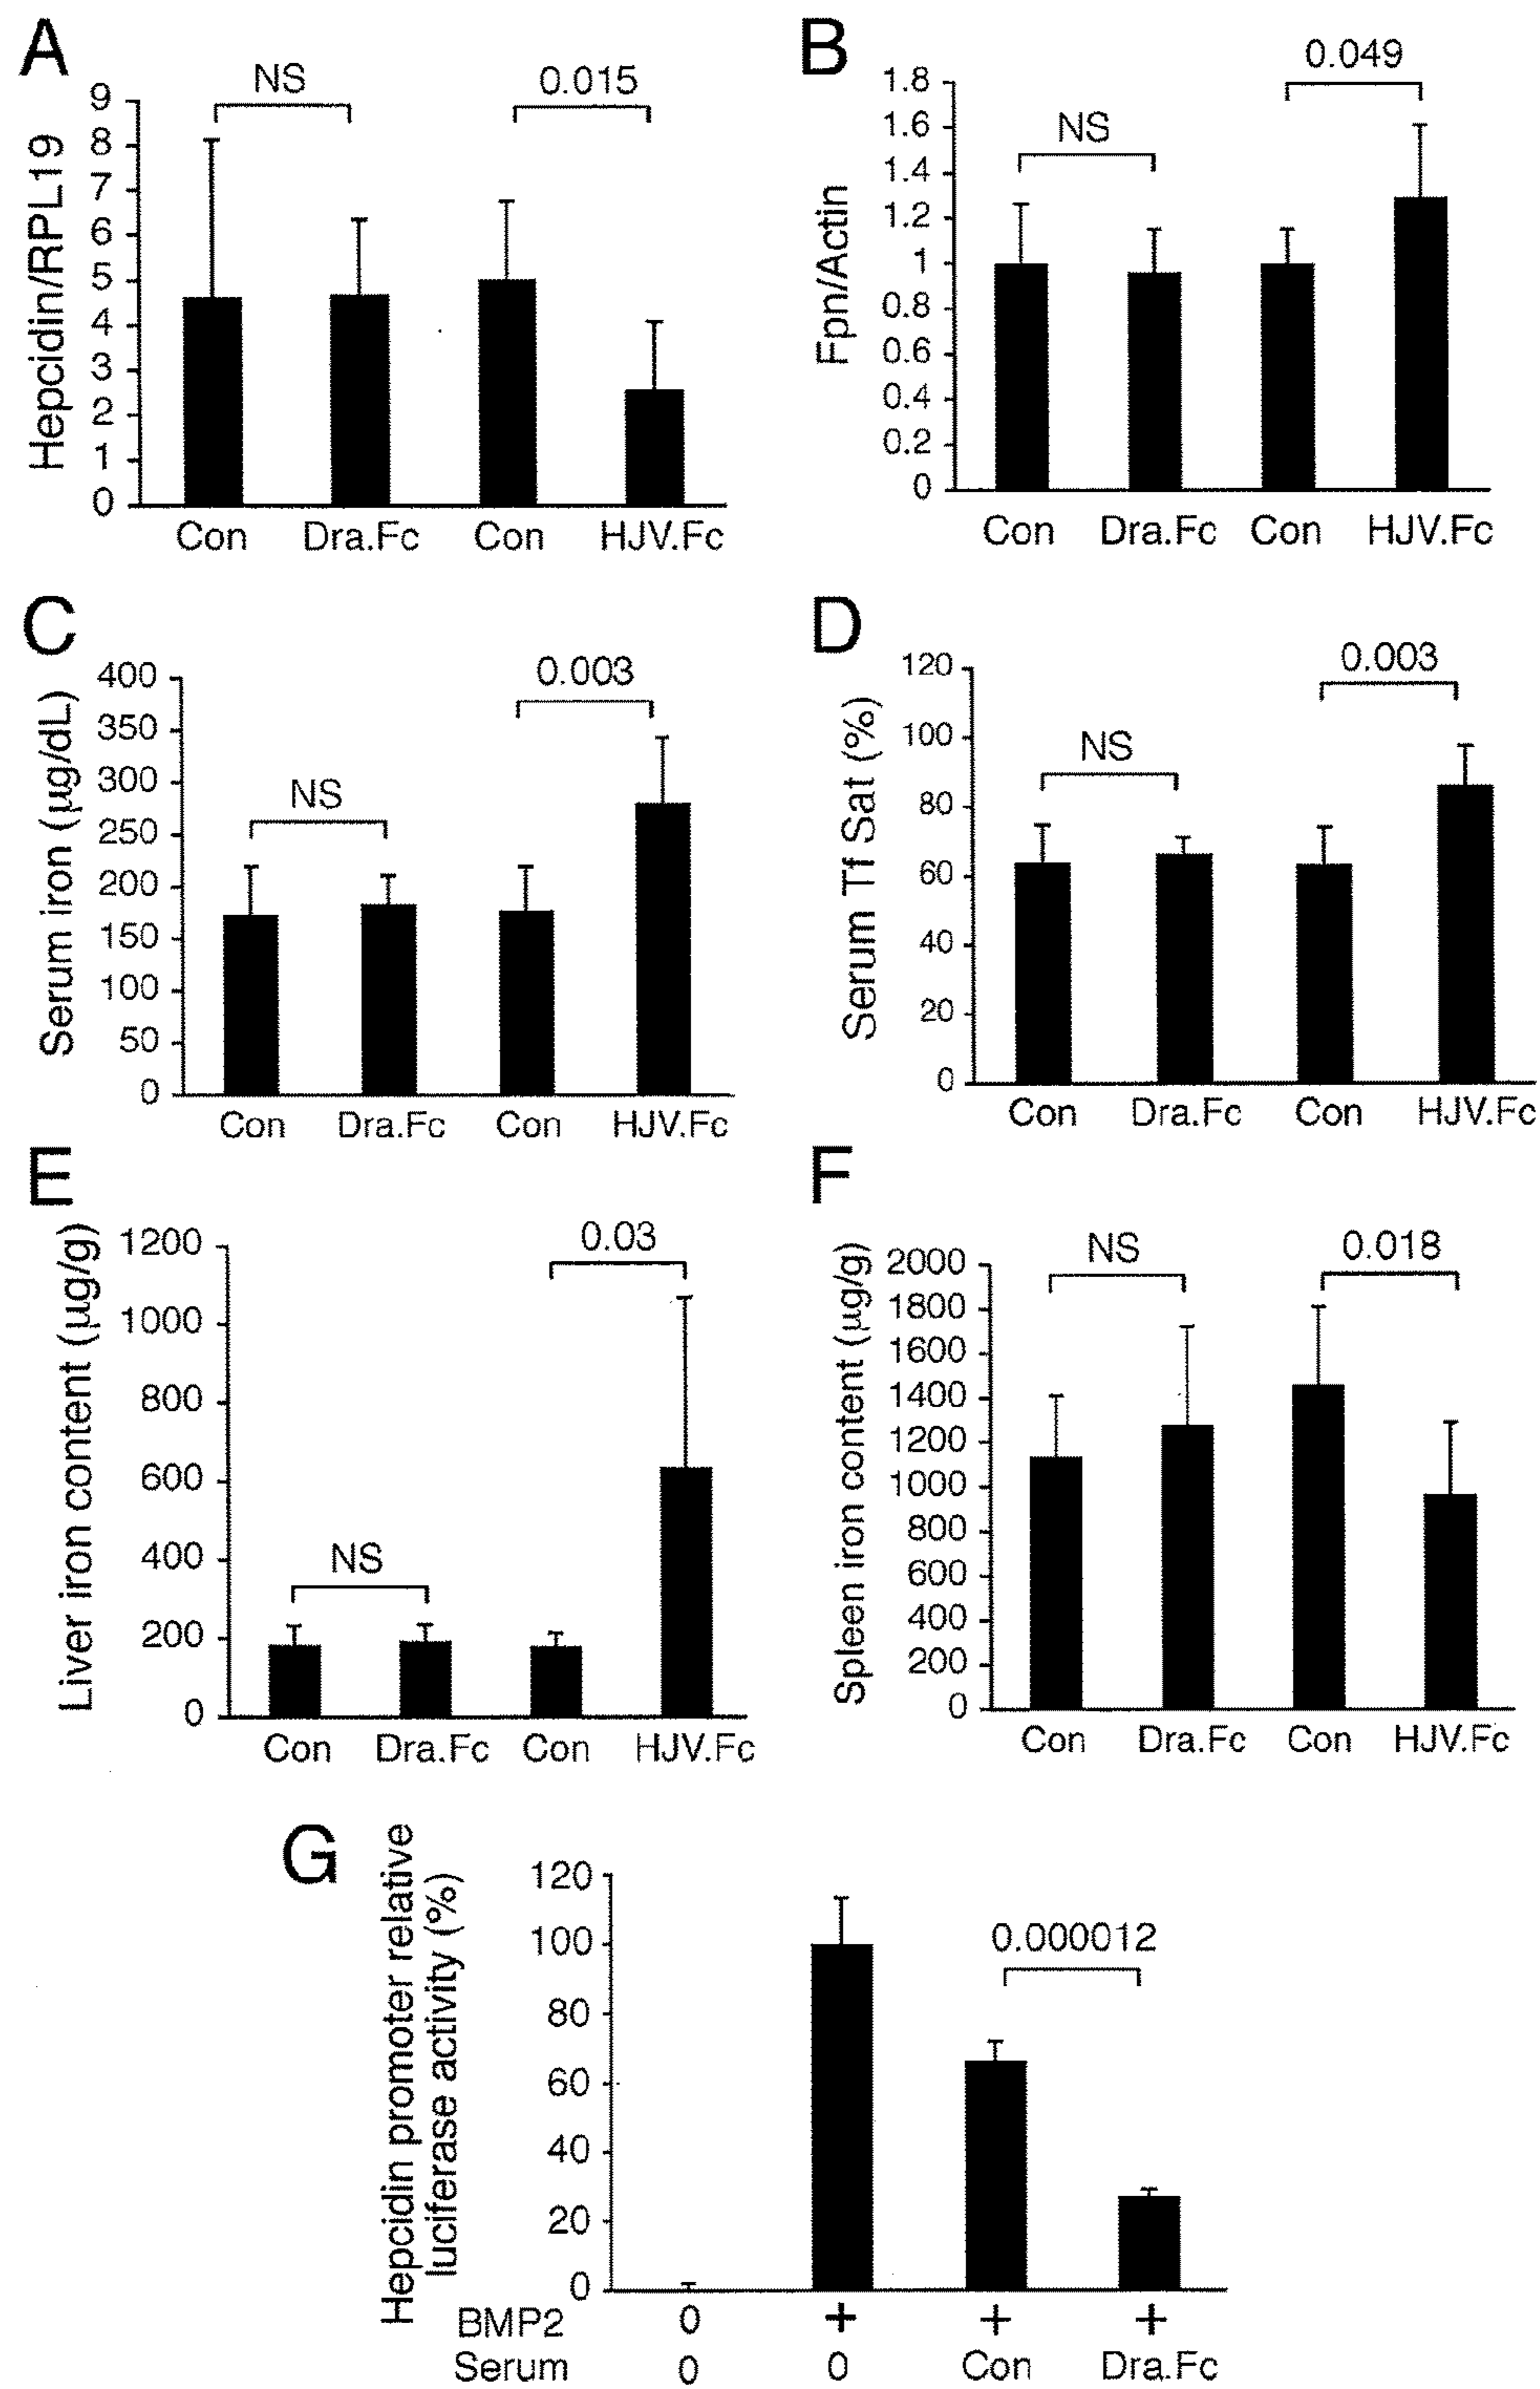 A
Hepcidin/RPL19
9
8
7
6
5
4
3
2
1
0
NS
0.015
Con Dra.Fc Con HJV.Fc
B
Fpn/Actin
1.8
1.6
1.4
1.2
1
0.8
0.6
0.4
0.2
0
NS
0.049
Con Dra.Fc Con HJV.Fc
C
Serum iron (µg/dL)
400
350
300
250
200
150
100
50
0
NS
0.003
Con Dra.Fc Con HJV.Fc
D
Serum Tf Sat (%)
120
100
80
60
40
20
0
NS
0.003
Con Dra.Fc Con HJV.Fc
E
Liver iron content (µg/g)
1200
1000
800
600
400
200
0
NS
0.03
Con Dra.Fc Con HJV.Fc
F
Spleen iron content (µg/g)
2000
1800
1600
1400
1200
1000
800
600
400
200
0
NS
0.018
Con Dra.Fc Con HJV.Fc
G
Hepcidin promoter relative
luciferase activity (%)
120
100
80
60
40
20
0
0.000012
BMP2 0 + + +
Serum 0 0 Con Dra.Fc